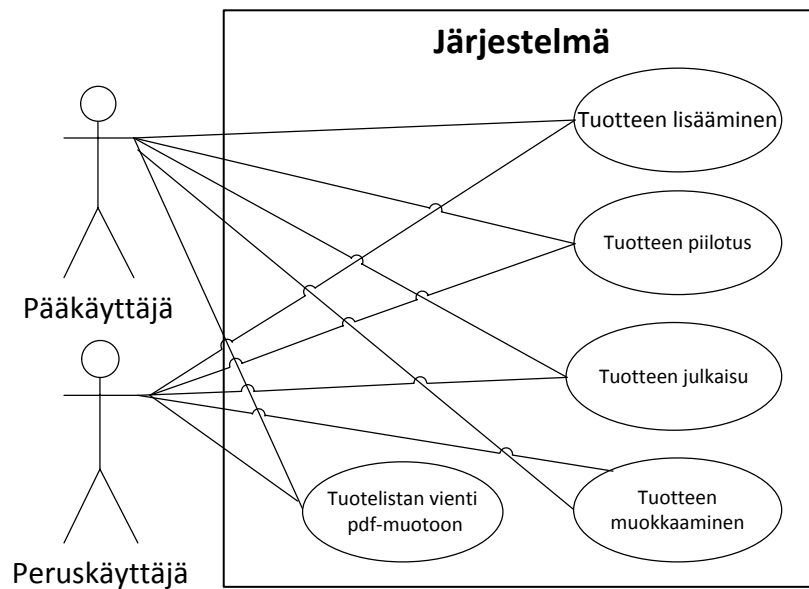 Järjestelmä
Tuotteen lisääminen
Tuotteen piilotus
Pääkäyttäjä
Tuotteen julkaisu
Tuotelistan vienti
pdf-muotoon
Tuotteen
muokkaaminen
Peruskäyttäjä